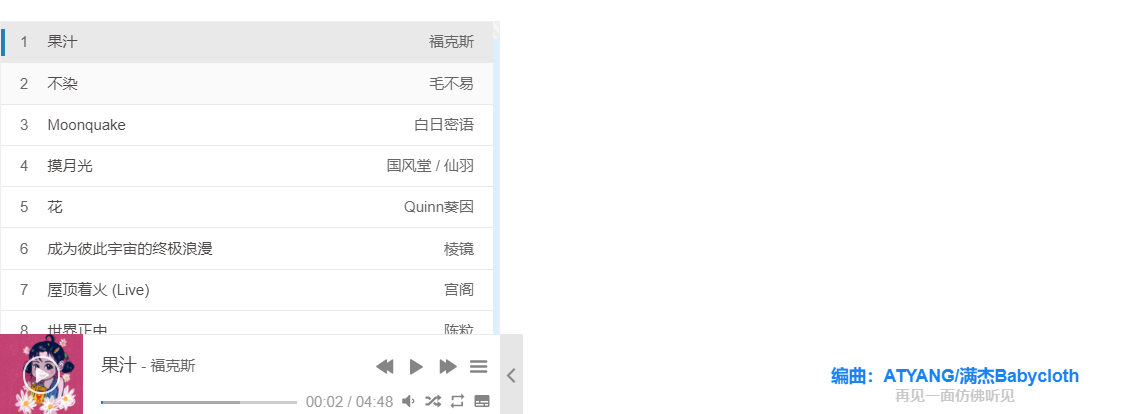 1 果汁 福克斯
2 不染 毛不易
3 Moonquake 白日密语
4 摸月光 国风堂 / 仙羽
5 花 Quinn葵因
6 成为彼此宇宙的终极浪漫 棱镜
7 屋顶着火 (Live) 宫阁
8 世界正中 陈粒
果汁 - 福克斯
00:02 / 04:48
编曲：ATYANG/满杰Babycloth
再见一面仿佛听见